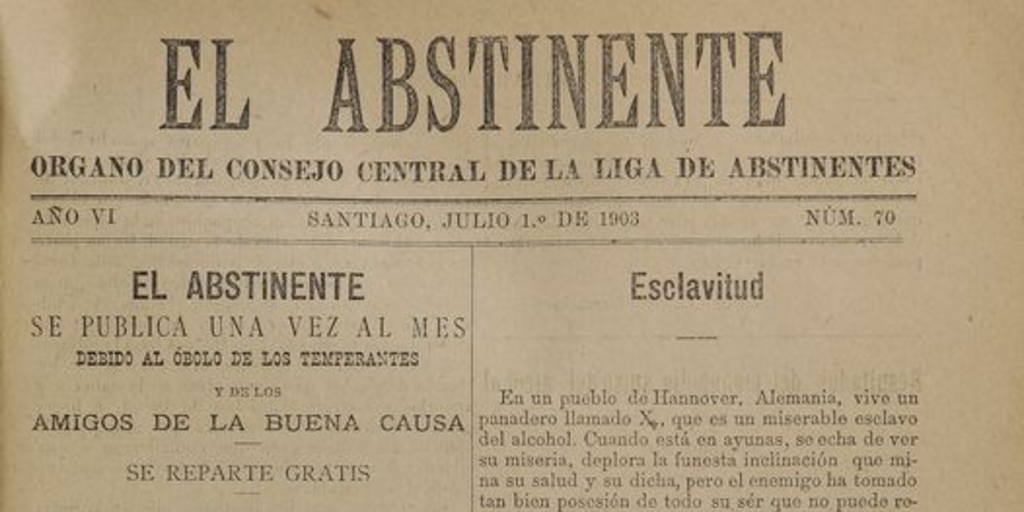 EL ABSTINENTE
ORGANO DEL CONSEJO CENTRAL DE LA LIGA DE ABSTINENTES
AÑO VI SANTIAGO, JULIO 1.º DE 1903 NÚM. 70
EL ABSTINENTE
SE PUBLICA UNA VEZ AL MES
DEBIDO AL ÓBOLO DE LOS TEMPERANTES
Y DE LOS
AMIGOS DE LA BUENA CAUSA
SE REPARTE GRATIS
Esclavitud
En un pueblo de Hannover, Alemania, vive un
panadero llamado X, que es un miserable esclavo
del alcohol. Cuando está en ayunas, se echa de ver
su miseria, deplora la funesta inclinación que mi-
na su salud y su dicha, pero el enemigo ha tomado
tan bien posesión de todo su sér que no puede re-